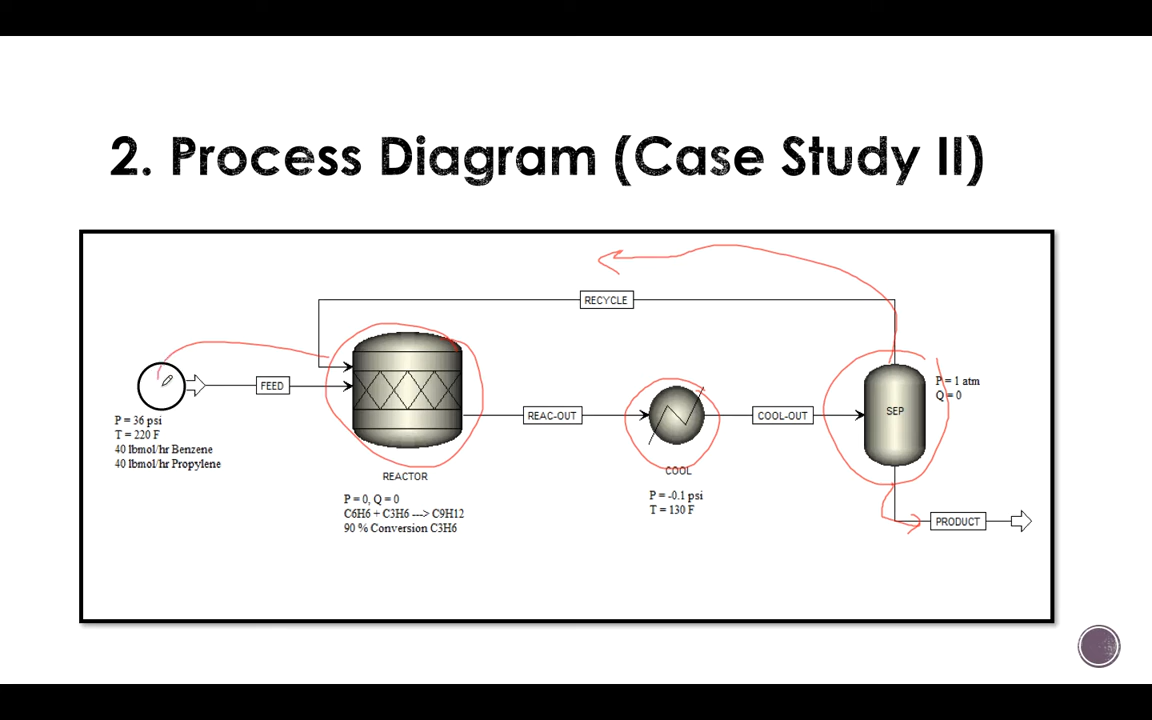 2. Process Diagram (Case Study II)
RECYCLE
FEED
P = 36 psi
T = 220 F
40 lbmol/hr Benzene
40 lbmol/hr Propylene
REACTOR
P = 0, Q = 0
C6H6 + C3H6 ---> C9H12
90 % Conversion C3H6
REAC-OUT
COOL
P = -0.1 psi
T = 130 F
COOL-OUT
SEP
P = 1 atm
Q = 0
PRODUCT